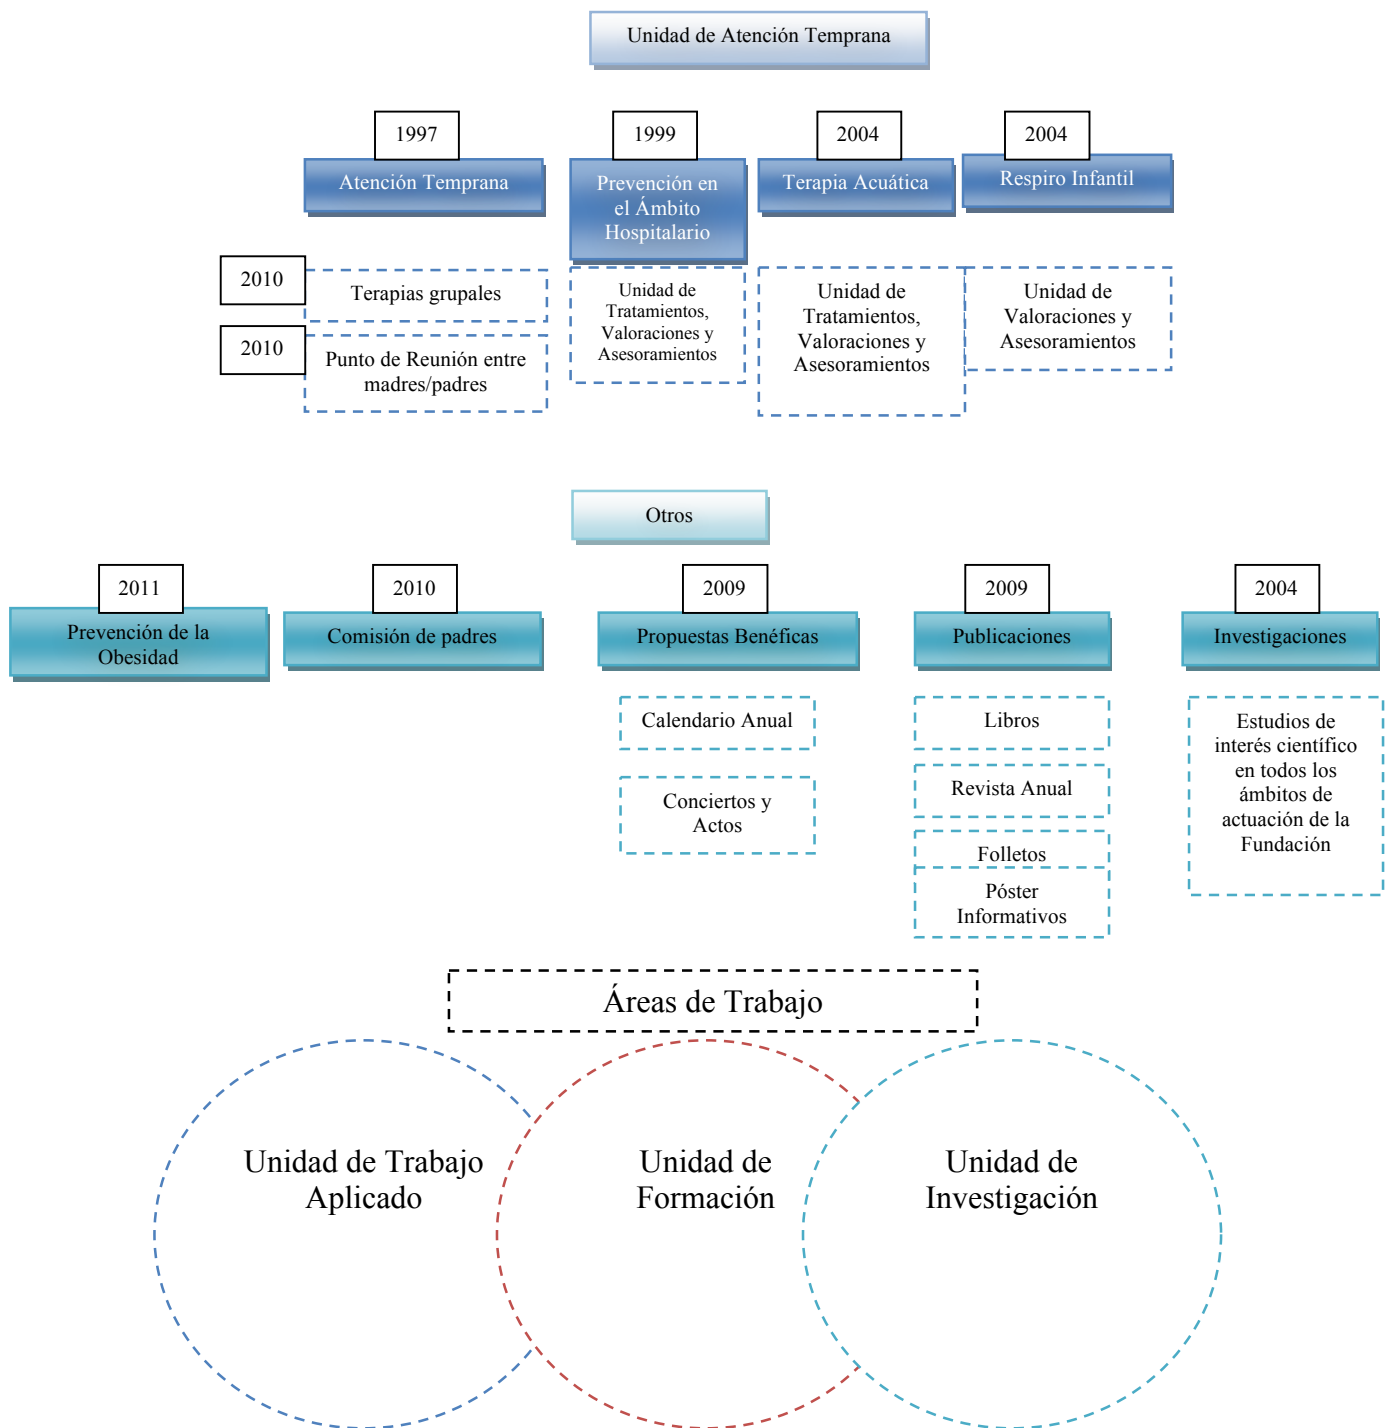 Unidad de Atención Temprana
1997
Atención Temprana
1999
Prevención en
el Ámbito
Hospitalario
2004
Terapia Acuática
2004
Respiro Infantil
2010
Terapias grupales
2010
Punto de Reunión entre
madres/padres
Unidad de
Tratamientos,
Valoraciones y
Asesoramientos
Unidad de
Tratamientos,
Valoraciones y
Asesoramientos
Unidad de
Valoraciones y
Asesoramientos
Otros
2011
Prevención de la
Obesidad
2010
Comisión de padres
2009
Propuestas Benéficas
2009
Publicaciones
2004
Investigaciones
Calendario Anual
Conciertos y
Actos
Libros
Revista Anual
Folletos
Póster
Informativos
Estudios de
interés científico
en todos los
ámbitos de
actuación de la
Fundación
Áreas de Trabajo
Unidad de Trabajo
Aplicado
Unidad de
Formación
Unidad de
Investigación